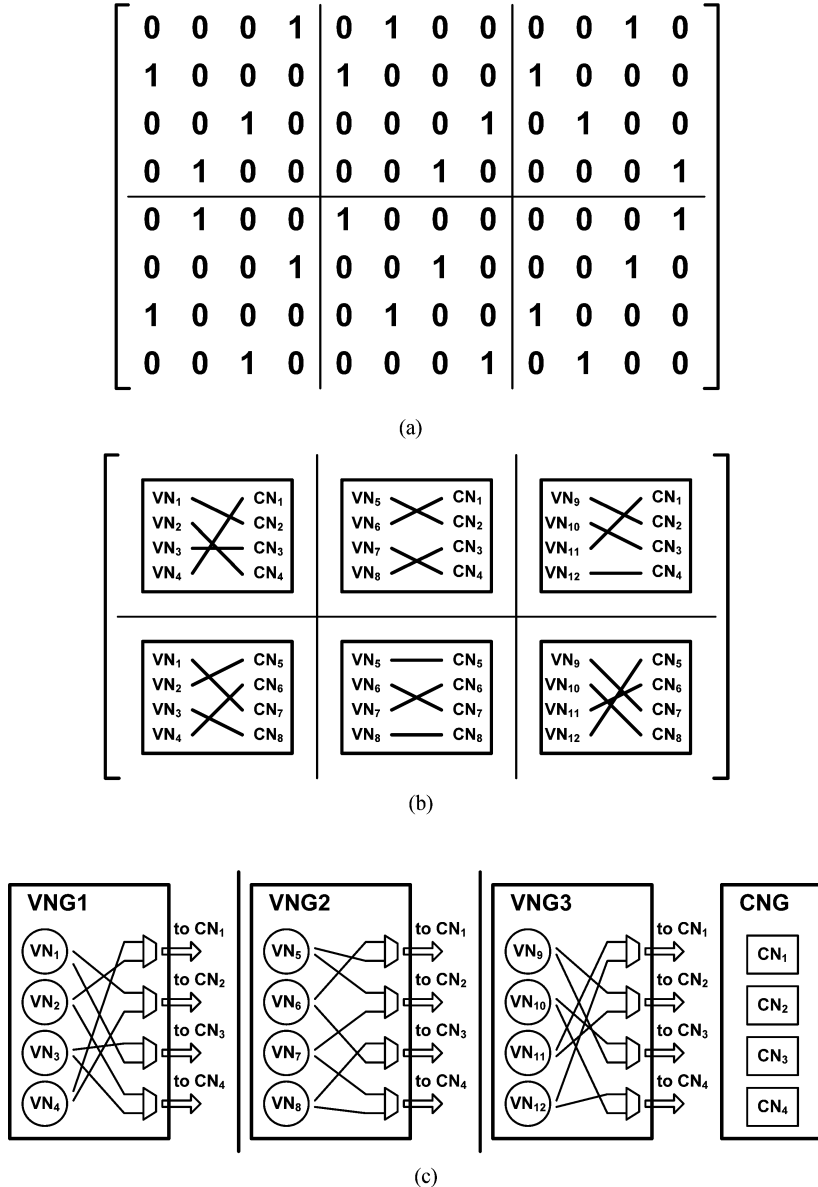 0 0 0 1 0 1 0 0 0 0 1 0
1 0 0 0 1 0 0 0 1 0 0 0
0 0 1 0 0 0 0 1 0 1 0 0
0 1 0 0 0 0 1 0 0 0 0 1
0 1 0 0 1 0 0 0 0 0 0 1
0 0 0 1 0 0 1 0 0 0 1 0
1 0 0 0 0 1 0 0 1 0 0 0
0 0 1 0 0 0 0 1 0 1 0 0
(a)
VN₁ CN₁ VN₅ CN₁ VN₉ CN₁
VN₂ CN₂ VN₆ CN₂ VN₁₀ CN₂
VN₃ CN₃ VN₇ CN₃ VN₁₁ CN₃
VN₄ CN₄ VN₈ CN₄ VN₁₂ CN₄
VN₁ CN₅ VN₅ CN₅ VN₉ CN₅
VN₂ CN₆ VN₆ CN₆ VN₁₀ CN₆
VN₃ CN₇ VN₇ CN₇ VN₁₁ CN₇
VN₄ CN₈ VN₈ CN₈ VN₁₂ CN₈
(b)
VNG1 VNG2 VNG3 CNG
to CN₁ to CN₁ to CN₁
VN₁ VN₅ VN₉ CN₁
to CN₂ to CN₂ to CN₂
VN₂ VN₆ VN₁₀ CN₂
to CN₃ to CN₃ to CN₃
VN₃ VN₇ VN₁₁ CN₃
to CN₄ to CN₄ to CN₄
VN₄ VN₈ VN₁₂ CN₄
(c)